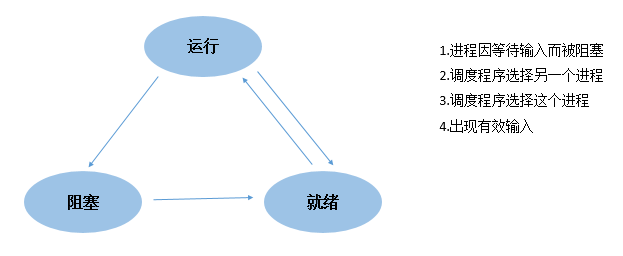 运行
阻塞
就绪
1.进程因等待输入而被阻塞
2.调度程序选择另一个进程
3.调度程序选择这个进程
4.出现有效输入